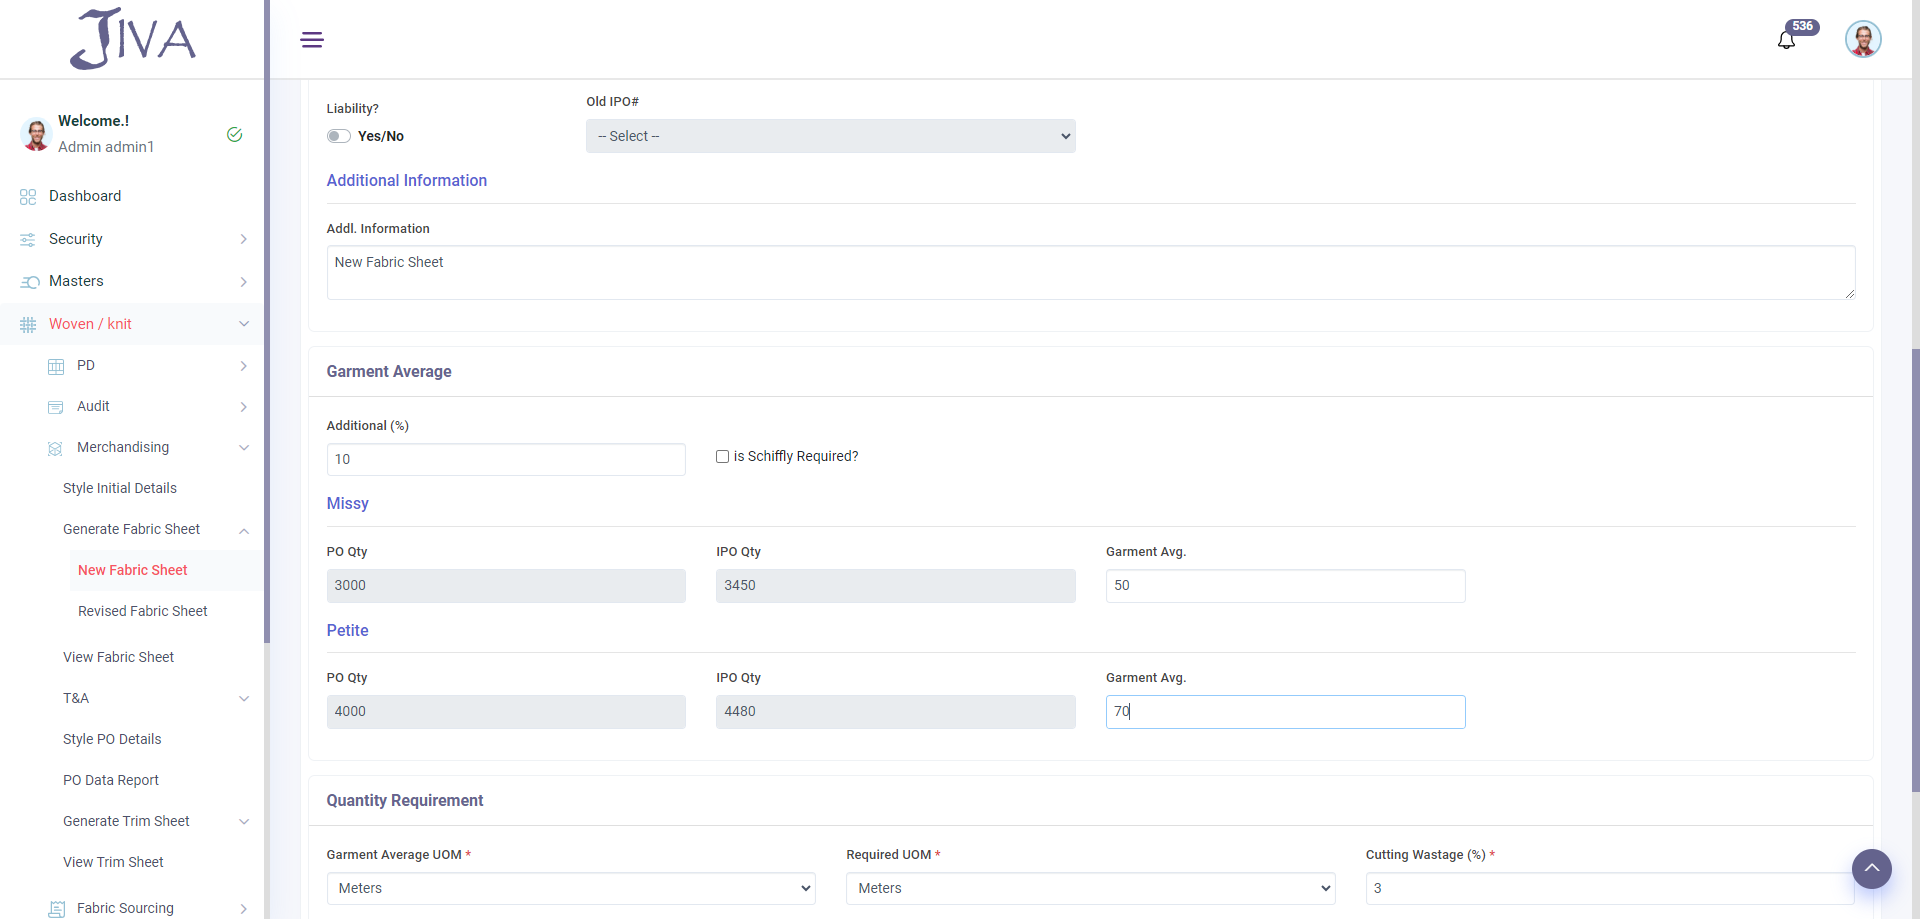 JIVA
536
Welcome.!
Admin admin1
Dashboard
Security
Masters
Woven / knit
PD
Audit
Merchandising
Style Initial Details
Generate Fabric Sheet
New Fabric Sheet
Revised Fabric Sheet
View Fabric Sheet
T&A
Style PO Details
PO Data Report
Generate Trim Sheet
View Trim Sheet
Fabric Sourcing
Liability?
Yes/No
Old IPO#
-- Select --
Additional Information
Addl. Information
New Fabric Sheet
Garment Average
Additional (%)
10
is Schiffly Required?
Missy
PO Qty IPO Qty Garment Avg.
3000 3450 50
Petite
PO Qty IPO Qty Garment Avg.
4000 4480 70
Quantity Requirement
Garment Average UOM * Required UOM * Cutting Wastage (%) *
Meters Meters 3